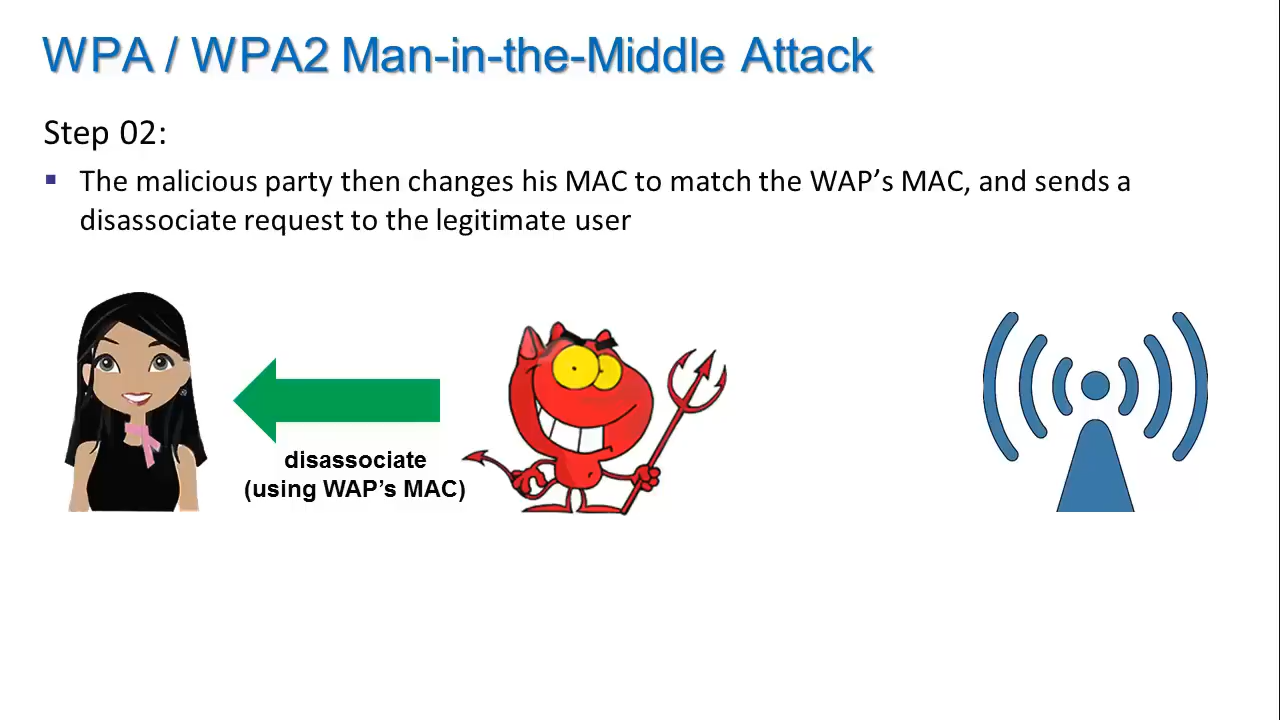 WPA / WPA2 Man-in-the-Middle Attack
Step 02:
▪ The malicious party then changes his MAC to match the WAP’s MAC, and sends a
disassociate request to the legitimate user
disassociate
(using WAP’s MAC)